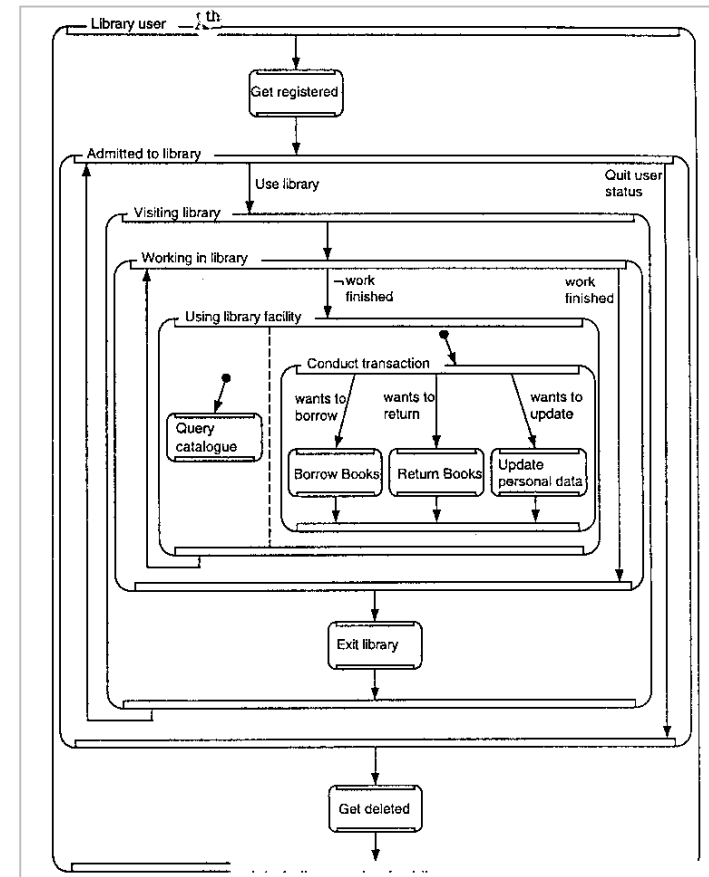 Library user
th
Get registered
Admitted to library
Quit user
status
Use library
Visiting library
Working in library
¬work
finished
work
finished
Using library facility
Conduct transaction
wants to
borrow
wants to
return
wants to
update
Query
catalogue
Borrow Books
Return Books
Update
personal data
Exit library
Get deleted